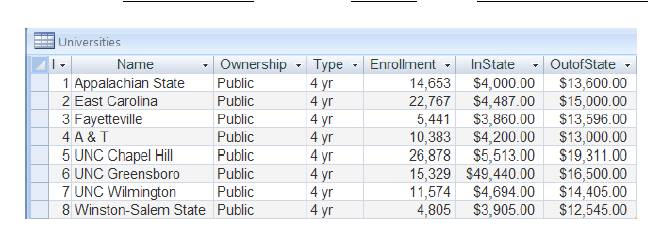 Universities
I Name Ownership Type Enrollment InState OutofState
1 Appalachian State Public 4 yr 14,653 $4,000.00 $13,600.00
2 East Carolina Public 4 yr 22,767 $4,487.00 $15,000.00
3 Fayetteville Public 4 yr 5,441 $3,860.00 $13,596.00
4 A & T Public 4 yr 10,383 $4,200.00 $13,000.00
5 UNC Chapel Hill Public 4 yr 26,878 $5,513.00 $19,311.00
6 UNC Greensboro Public 4 yr 15,329 $49,440.00 $16,500.00
7 UNC Wilmington Public 4 yr 11,574 $4,694.00 $14,405.00
8 Winston-Salem State Public 4 yr 4,805 $3,905.00 $12,545.00